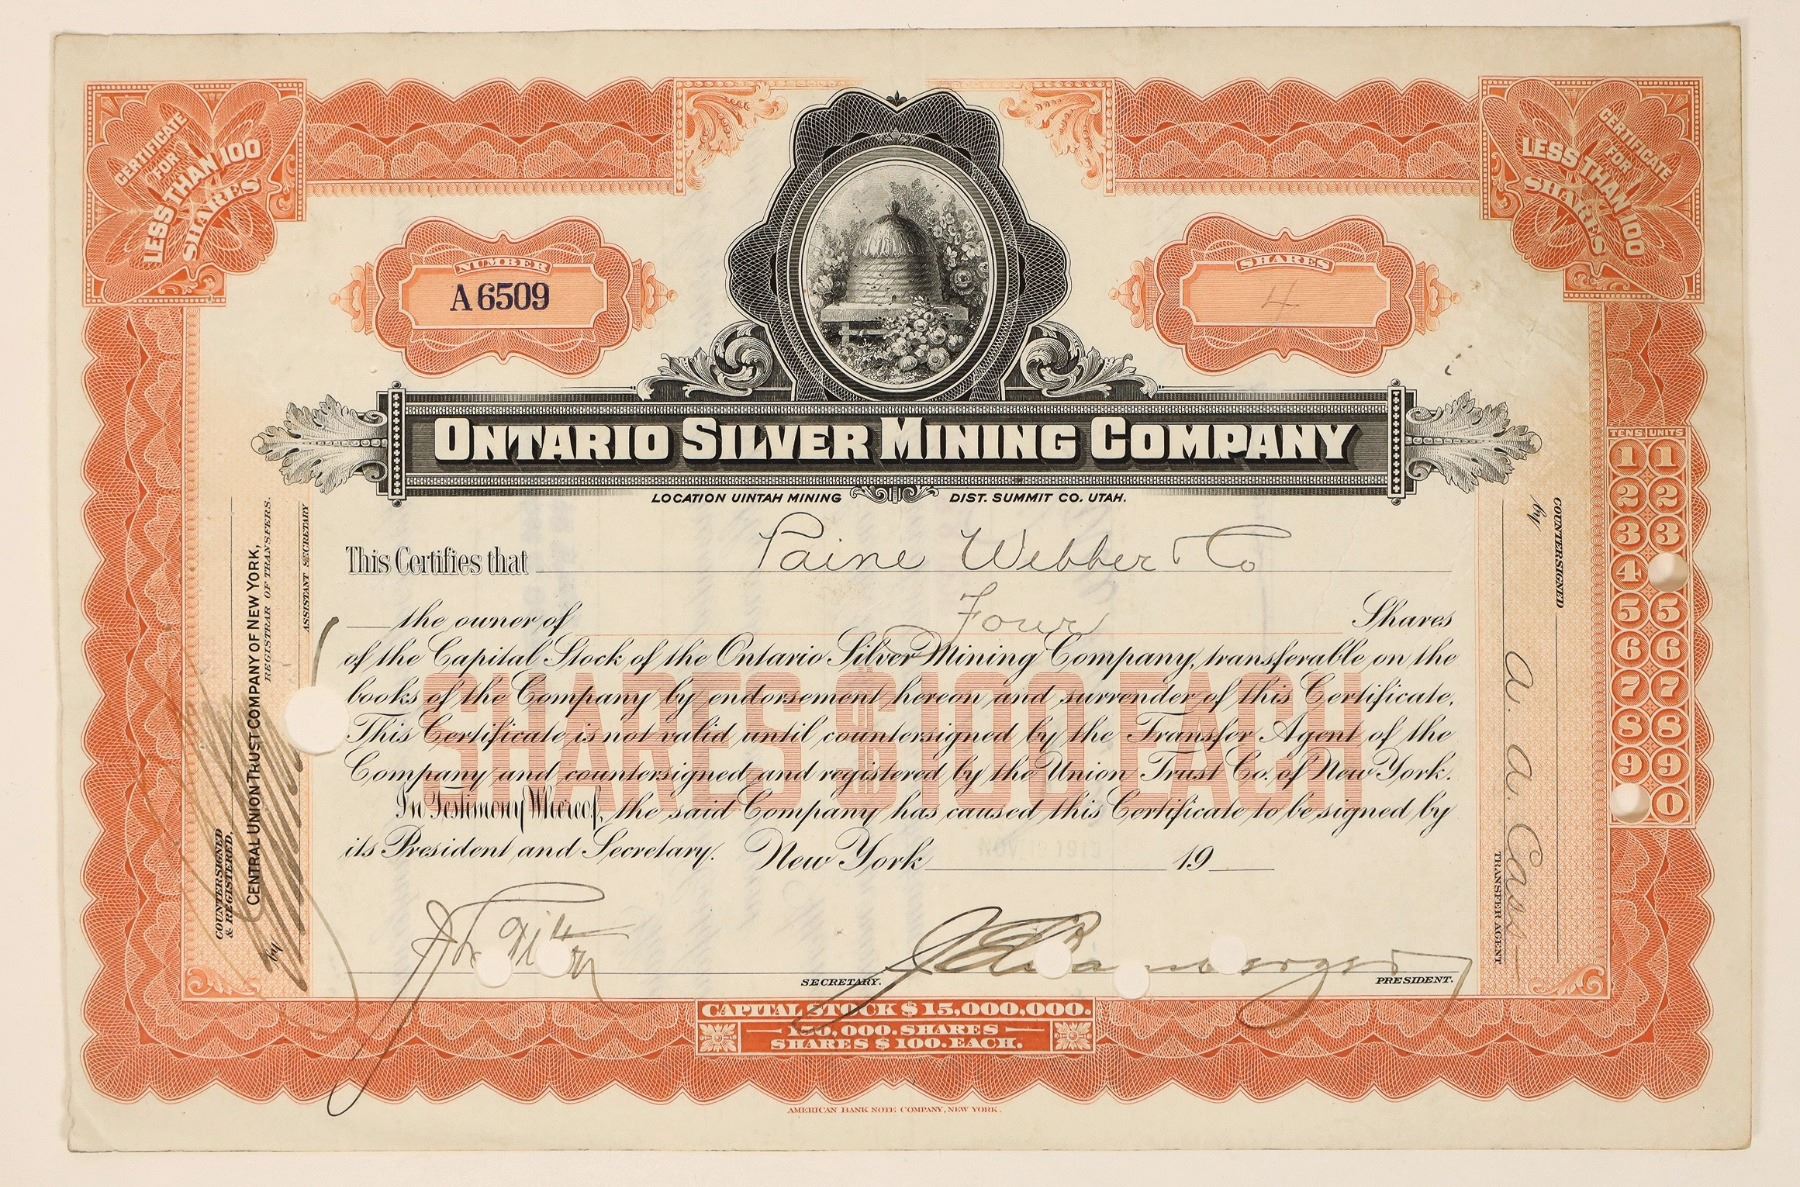 CERTIFICATE
FOR
LESS THAN 100
SHARES
CERTIFICATE
FOR
LESS THAN 100
SHARES
NUMBER
A 6509
SHARES
4
ONTARIO SILVER MINING COMPANY
LOCATION UINTAH MINING DIST. SUMMIT CO. UTAH.
This Certifies that Paine Webber & Co
the owner of Four Shares
of the Capital Stock of the Ontario Silver Mining Company, transferable on the
books of the Company by endorsement hereon and surrender of this Certificate.
This Certificate is not valid until countersigned by the Transfer Agent of the
Company and countersigned and registered by the Union Trust Co. of New York.
In Testimony Whereof, the said Company has caused this Certificate to be signed by
its President and Secretary. New York NOV 1913 19
SHARES $100 EACH
SECRETARY.
PRESIDENT.
CAPITAL STOCK $15,000,000.
150,000. SHARES
SHARES $100. EACH.
AMERICAN BANK NOTE COMPANY, NEW YORK.
COUNTERSIGNED
& REGISTERED.
CENTRAL UNION TRUST COMPANY OF NEW YORK,
REGISTRAR OF TRANSFERS.
by
ASSISTANT SECRETARY
COUNTERSIGNED
by
A. A. Cass
TRANSFER AGENT
TENS UNITS
1 1
2 2
3 3
4
5 5
6 6
7 7
8 8
9 9
0